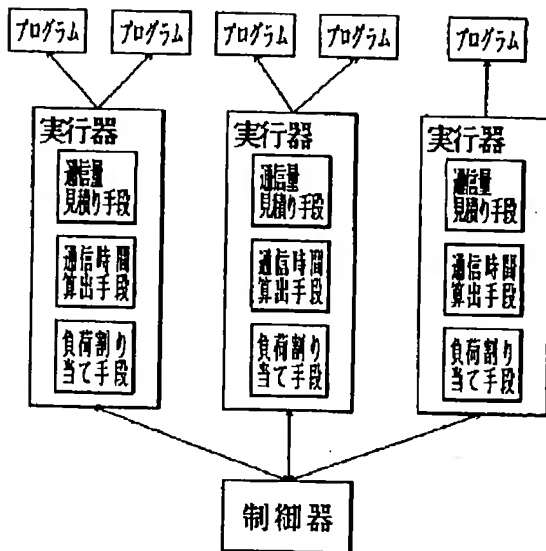 プログラム
プログラム
プログラム
プログラム
プログラム
実行器
通信量
見積り手段
通信時間
算出手段
負荷割り
当て手段
実行器
通信量
見積り手段
通信時間
算出手段
負荷割り
当て手段
実行器
通信量
見積り手段
通信時間
算出手段
負荷割り
当て手段
制御器